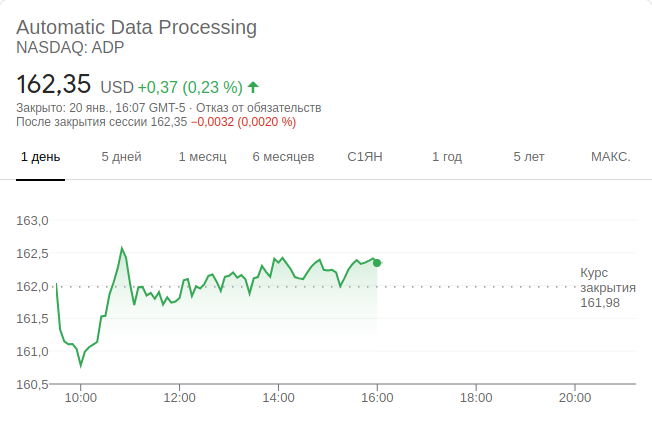 Automatic Data Processing
NASDAQ: ADP
162,35 USD +0,37 (0,23 %)
Закрыто: 20 янв., 16:07 GMT-5 · Отказ от обязательств
После закрытия сессии 162,35 −0,0032 (0,0020 %)
1 день 5 дней 1 месяц 6 месяцев С1ЯН 1 год 5 лет МАКС.
163,0
162,5
162,0
161,5
161,0
160,5
Курс
закрытия
161,98
10:00 12:00 14:00 16:00 18:00 20:00